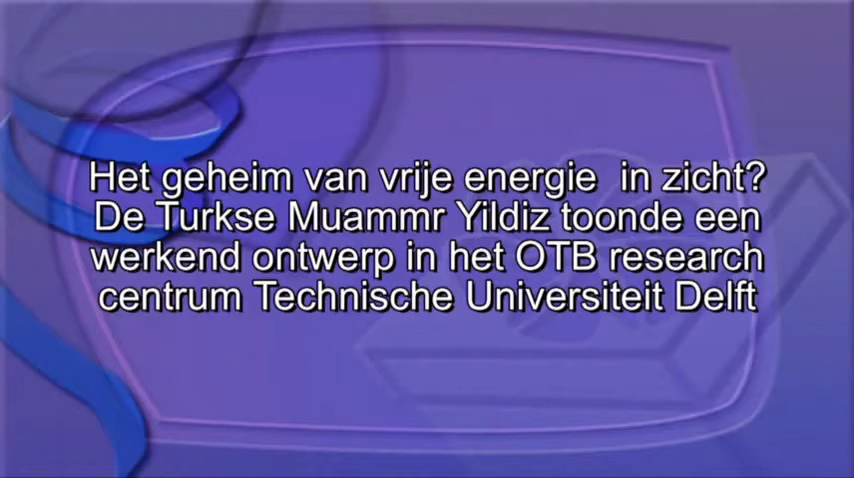 Het geheim van vrije energie  in zicht?
De Turkse Muammr Yildiz toonde een
werkend ontwerp in het OTB research
centrum Technische Universiteit Delft